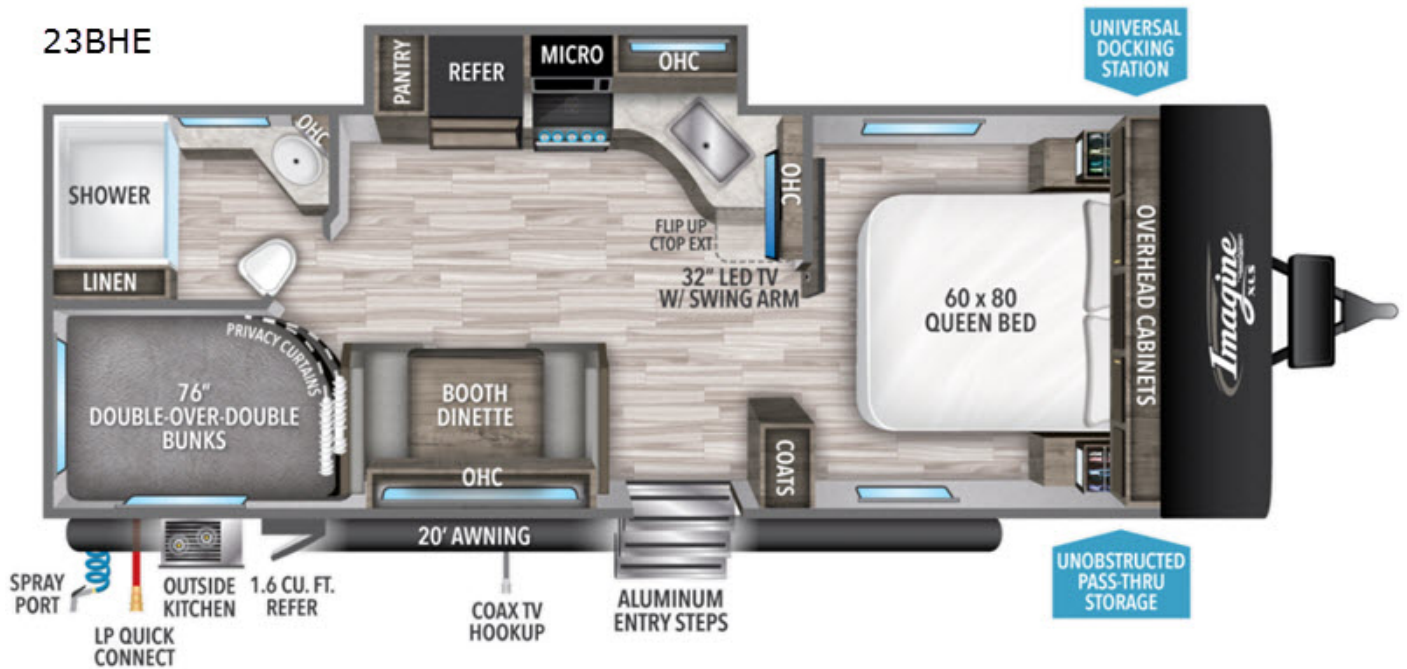 23BHE
UNIVERSAL
DOCKING
STATION
PANTRY
REFER
MICRO
OHC
OHC
SHOWER
LINEN
OHC
FLIP UP
CTOP EXT
32" LED TV
W/ SWING ARM
60 x 80
QUEEN BED
OVERHEAD CABINETS
Imagine
XLS
PRIVACY CURTAINS
76"
DOUBLE-OVER-DOUBLE
BUNKS
BOOTH
DINETTE
OHC
COATS
20' AWNING
SPRAY
PORT
LP QUICK
CONNECT
OUTSIDE
KITCHEN
1.6 CU. FT.
REFER
COAX TV
HOOKUP
ALUMINUM
ENTRY STEPS
UNOBSTRUCTED
PASS-THRU
STORAGE